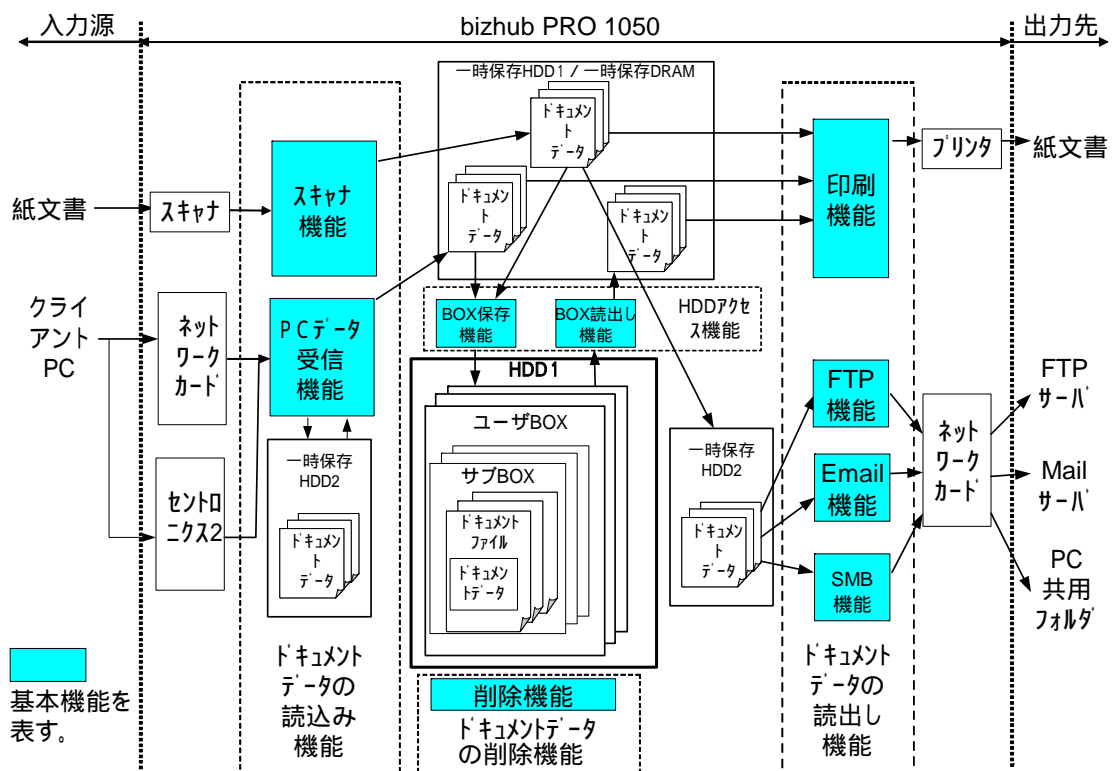 入力源
bizhub PRO 1050
出力先
一時保存HDD1 / 一時保存DRAM
ﾄﾞｷｭﾒﾝ
ﾄ
ﾃﾞｰﾀ
ﾄﾞｷｭﾒﾝ
ﾄ
ﾃﾞｰﾀ
ﾄﾞｷｭﾒﾝ
ﾄ
ﾃﾞｰﾀ
紙文書
ｽｷｬﾅ
ｽｷｬﾅ
機能
印刷
機能
ﾌﾟﾘﾝﾀ
紙文書
クライ
アント
PC
ﾈｯﾄ
ﾜｰｸ
ｶｰﾄﾞ
ＰＣﾃﾞｰﾀ
受信
機能
BOX保存
機能
BOX読出し
機能
HDDｱｸｾ
ｽ機能
セントロ
ニクス2
一時保存
HDD2
ﾄﾞｷｭﾒﾝ
ﾄ
ﾃﾞｰﾀ
HDD1
ユーザBOX
サブBOX
ﾄﾞｷｭﾒﾝﾄ
ﾌｧｲﾙ
ﾄﾞｷｭﾒﾝ
ﾄﾃﾞｰﾀ
一時保存
HDD2
ﾄﾞｷｭﾒﾝ
ﾄ
ﾃﾞｰﾀ
FTP
機能
Email
機能
SMB
機能
ﾈｯﾄ
ﾜｰｸ
ｶｰﾄﾞ
FTP
ｻｰﾊﾞ
Mail
ｻｰﾊﾞ
PC
共用
ﾌｫﾙﾀﾞ
基本機能を
表す。
ﾄﾞｷｭﾒﾝﾄ
ﾃﾞｰﾀの
読込み
機能
削除機能
ﾄﾞｷｭﾒﾝﾄﾃﾞｰﾀ
の削除機能
ﾄﾞｷｭﾒﾝﾄ
ﾃﾞｰﾀの
読出し
機能